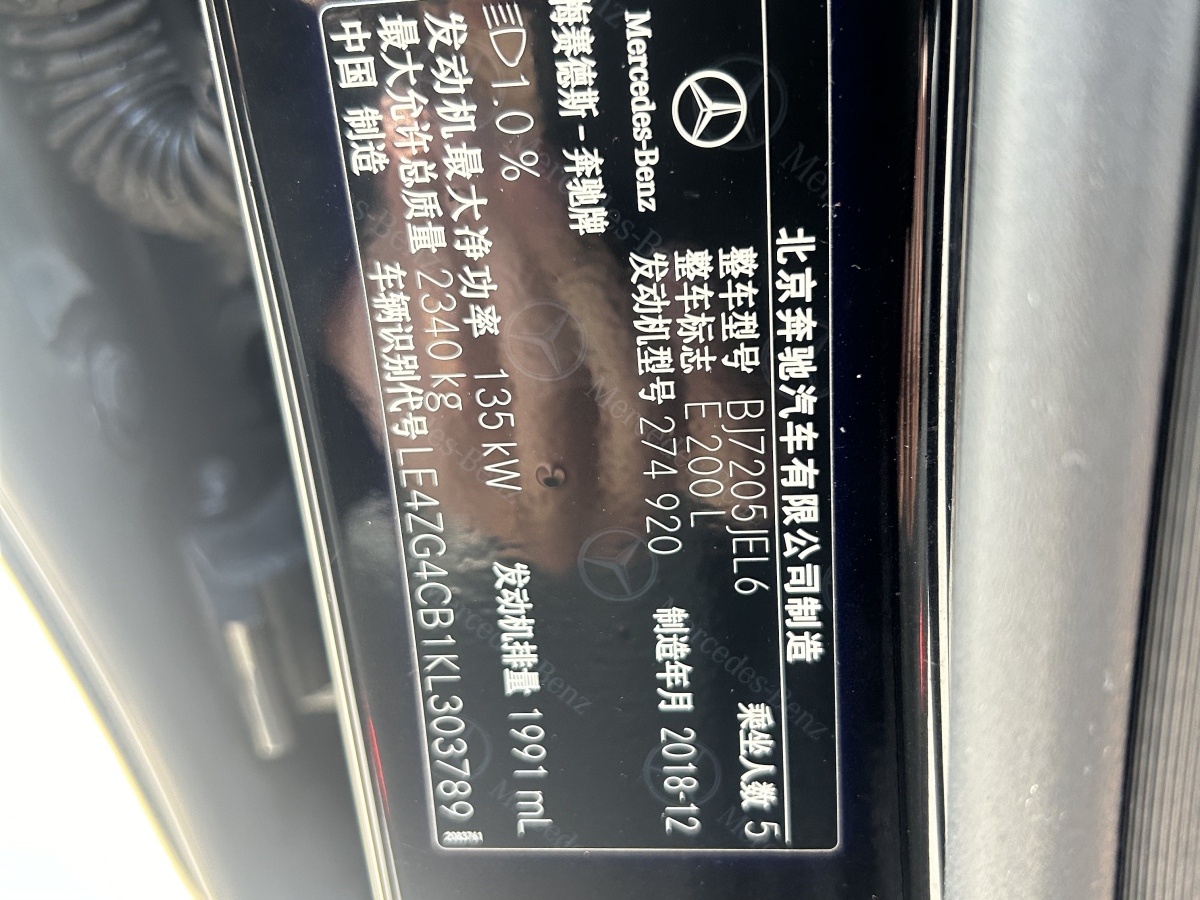 北京奔驰汽车有限公司制造
Mercedes-Benz
梅赛德斯-奔驰牌
整车型号 BJ7205JEL6 乘坐人数 5
整车标志 E 200 L
发动机型号 274 920 制造年月 2018-12
1.0 %
发动机最大净功率 135 kW 发动机排量 1991 mL
最大允许总质量 2340 kg
中国 制造 车辆识别代号 LE4ZG4CB1KL303789
2083761